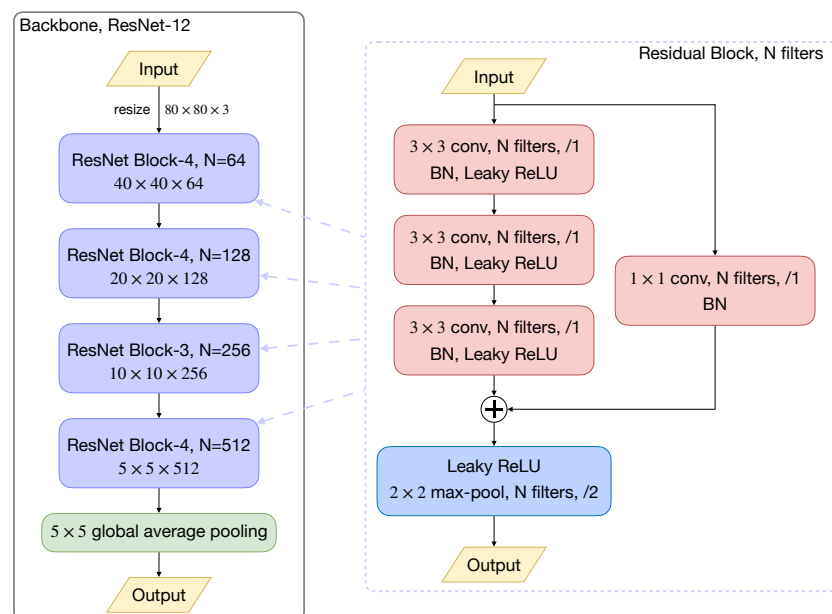 Backbone, ResNet-12
Input
resize 80 × 80 × 3
ResNet Block-4, N=64
40 × 40 × 64
ResNet Block-4, N=128
20 × 20 × 128
ResNet Block-3, N=256
10 × 10 × 256
ResNet Block-4, N=512
5 × 5 × 512
5 × 5 global average pooling
Output
Residual Block, N filters
Input
3 × 3 conv, N filters, /1
BN, Leaky ReLU
3 × 3 conv, N filters, /1
BN, Leaky ReLU
3 × 3 conv, N filters, /1
BN, Leaky ReLU
1 × 1 conv, N filters, /1
BN
Leaky ReLU
2 × 2 max-pool, N filters, /2
Output